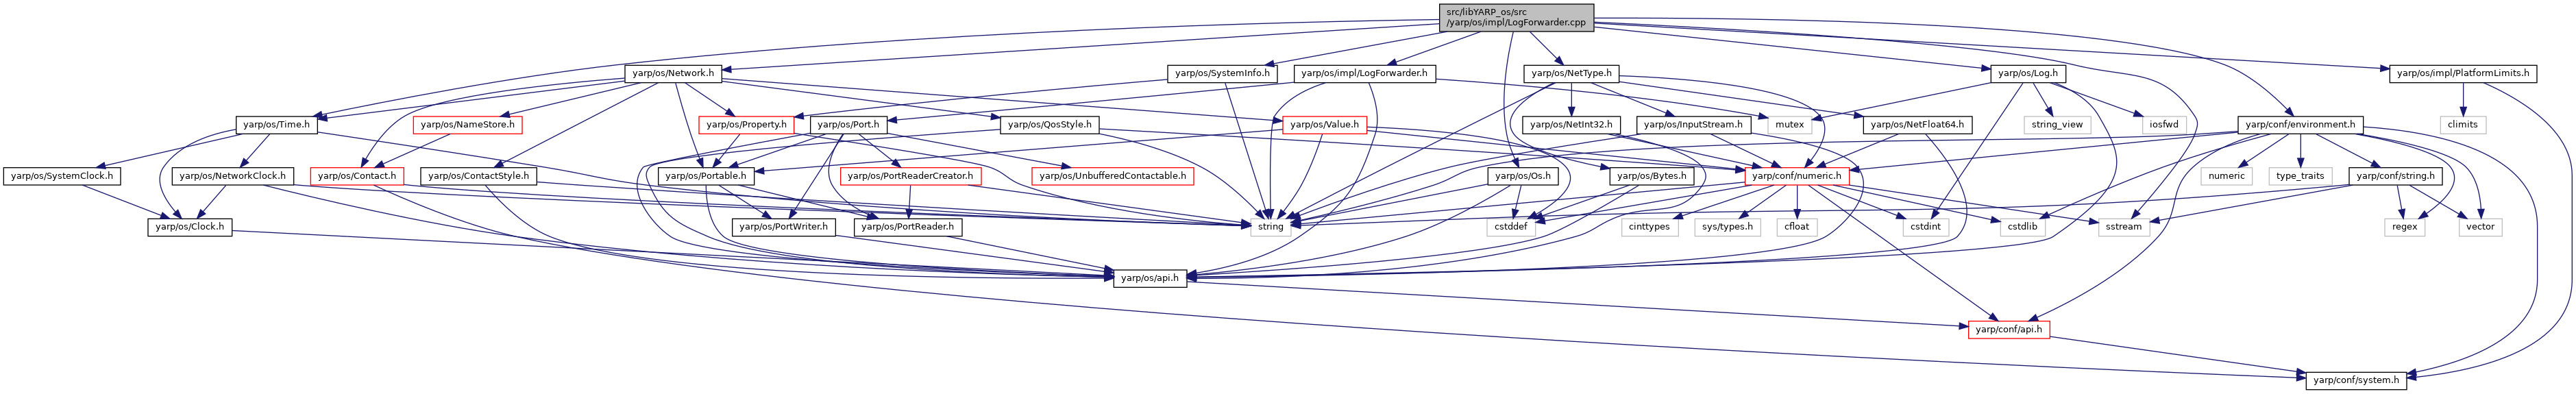 src/libYARP_os/src
/yarp/os/impl/LogForwarder.cpp
yarp/os/Network.h
yarp/os/SystemInfo.h
yarp/os/impl/LogForwarder.h
yarp/os/NetType.h
yarp/os/Log.h
yarp/os/impl/PlatformLimits.h
yarp/os/Time.h
yarp/os/NameStore.h
yarp/os/Property.h
yarp/os/Port.h
yarp/os/QosStyle.h
yarp/os/Value.h
yarp/os/NetInt32.h
yarp/os/InputStream.h
mutex
yarp/os/NetFloat64.h
string_view
iosfwd
yarp/conf/environment.h
climits
yarp/os/SystemClock.h
yarp/os/NetworkClock.h
yarp/os/Contact.h
yarp/os/ContactStyle.h
yarp/os/Portable.h
yarp/os/PortReaderCreator.h
yarp/os/UnbufferedContactable.h
yarp/os/Os.h
yarp/os/Bytes.h
yarp/conf/numeric.h
numeric
type_traits
yarp/conf/string.h
yarp/os/Clock.h
yarp/os/PortWriter.h
yarp/os/PortReader.h
string
cstddef
cinttypes
sys/types.h
cfloat
cstdint
cstdlib
sstream
regex
vector
yarp/os/api.h
yarp/conf/api.h
yarp/conf/system.h